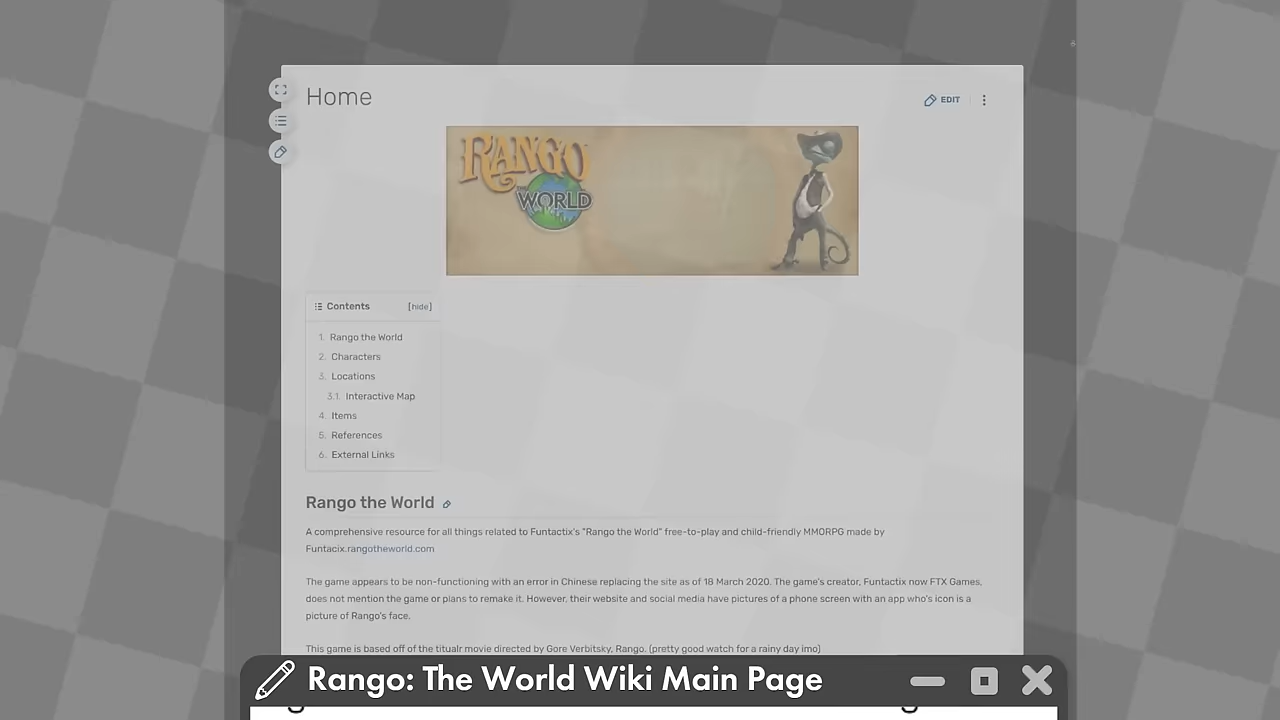 Home
EDIT
RANGO
THE
WORLD
Contents [hide]
1. Rango the World
2. Characters
3. Locations
3.1. Interactive Map
4. Items
5. References
6. External Links
Rango the World
A comprehensive resource for all things related to Funtactix's "Rango the World" free-to-play and child-friendly MMORPG made by
Funtacix.rangotheworld.com
The game appears to be non-functioning with an error in Chinese replacing the site as of 18 March 2020. The game's creator, Funtactix now FTX Games,
does not mention the game or plans to remake it. However, their website and social media have pictures of a phone screen with an app who's icon is a
picture of Rango's face.
This game is based off of the titualr movie directed by Gore Verbitsky, Rango. (pretty good watch for a rainy day imo)
Rango: The World Wiki Main Page